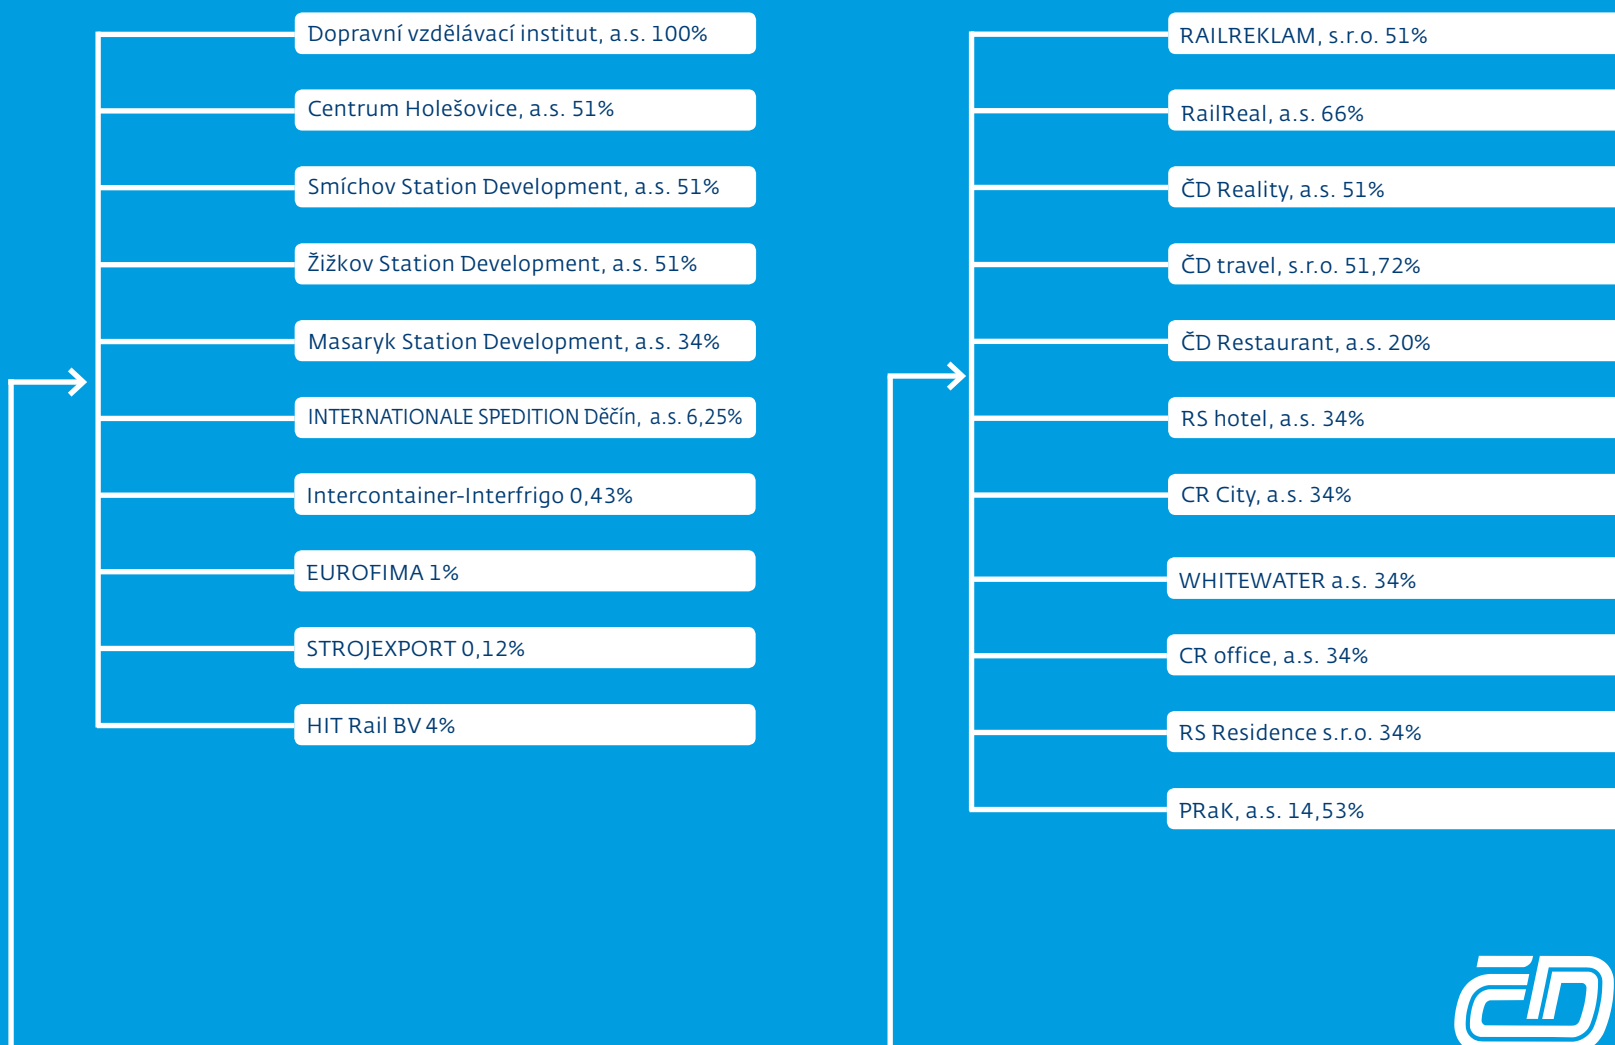 Dopravní vzdělávací institut, a.s. 100%
Centrum Holešovice, a.s. 51%
Smíchov Station Development, a.s. 51%
Žižkov Station Development, a.s. 51%
Masaryk Station Development, a.s. 34%
INTERNATIONALE SPEDITION Děčín, a.s. 6,25%
Intercontainer-Interfrigo 0,43%
EUROFIMA 1%
STROJEXPORT 0,12%
HIT Rail BV 4%
RAILREKLAM, s.r.o. 51%
RailReal, a.s. 66%
ČD Reality, a.s. 51%
ČD travel, s.r.o. 51,72%
ČD Restaurant, a.s. 20%
RS hotel, a.s. 34%
CR City, a.s. 34%
WHITEWATER a.s. 34%
CR office, a.s. 34%
RS Residence s.r.o. 34%
PRaK, a.s. 14,53%
ČD